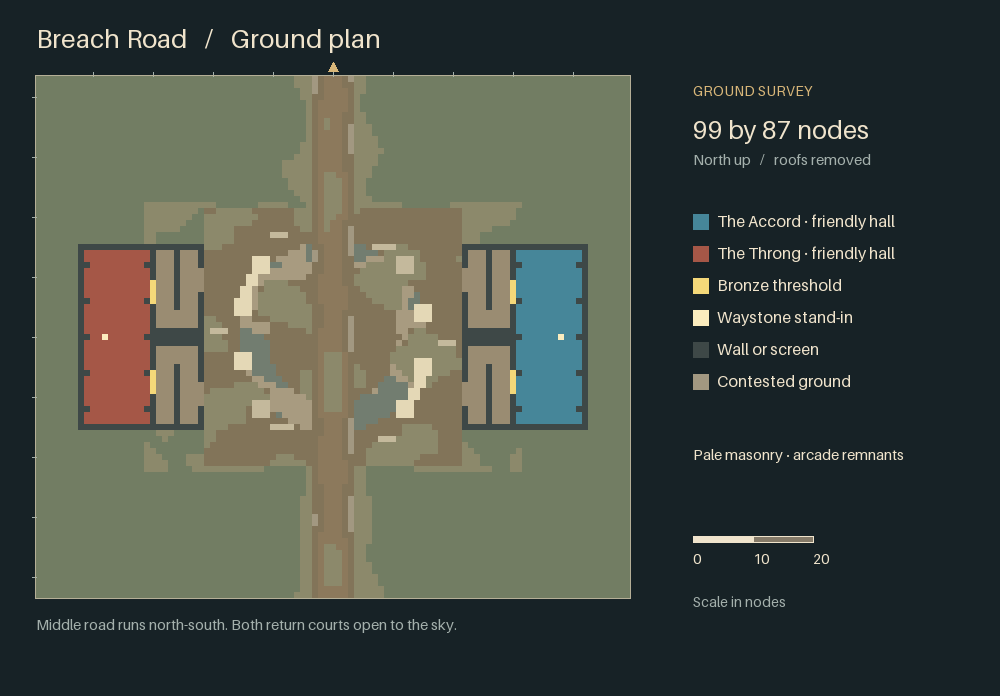 Breach Road / Ground plan
GROUND SURVEY
99 by 87 nodes
North up / roofs removed
The Accord · friendly hall
The Throng · friendly hall
Bronze threshold
Waystone stand-in
Wall or screen
Contested ground
Pale masonry · arcade remnants
0 10 20
Scale in nodes
Middle road runs north-south. Both return courts open to the sky.